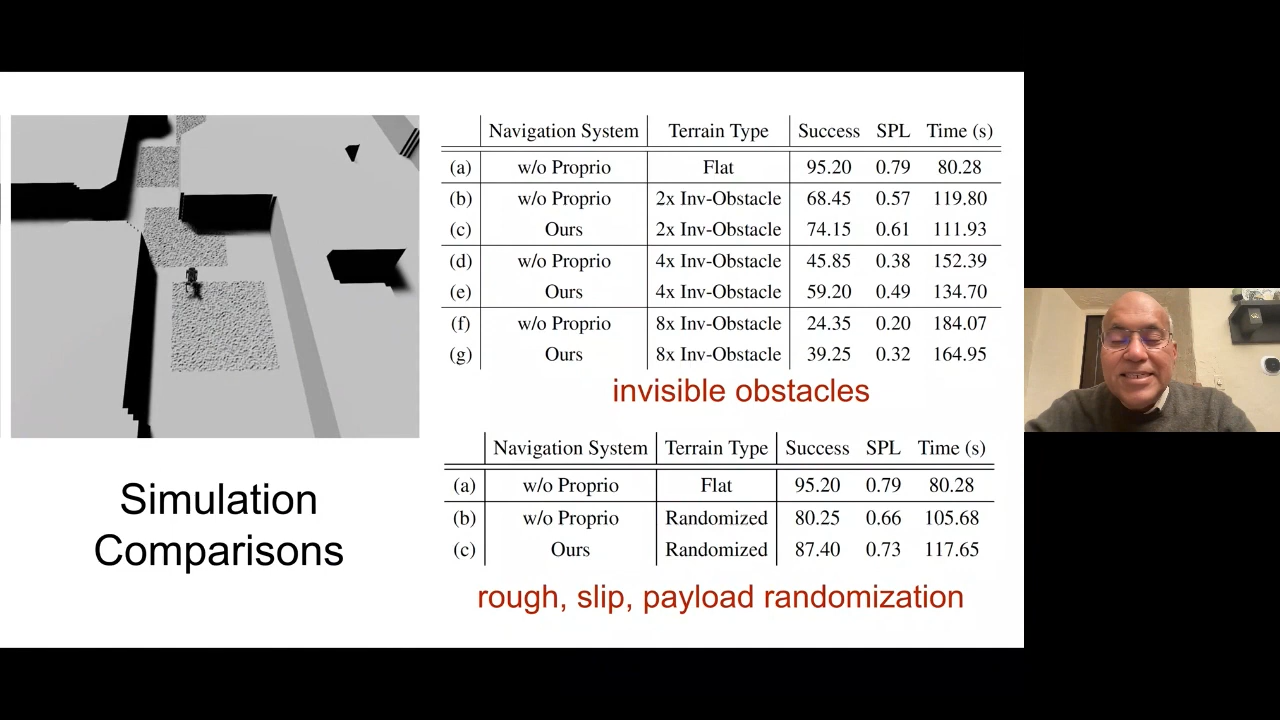 Navigation System Terrain Type Success SPL Time (s)
(a) w/o Proprio Flat 95.20 0.79 80.28
(b) w/o Proprio 2x Inv-Obstacle 68.45 0.57 119.80
(c) Ours 2x Inv-Obstacle 74.15 0.61 111.93
(d) w/o Proprio 4x Inv-Obstacle 45.85 0.38 152.39
(e) Ours 4x Inv-Obstacle 59.20 0.49 134.70
(f) w/o Proprio 8x Inv-Obstacle 24.35 0.20 184.07
(g) Ours 8x Inv-Obstacle 39.25 0.32 164.95
invisible obstacles
Navigation System Terrain Type Success SPL Time (s)
(a) w/o Proprio Flat 95.20 0.79 80.28
(b) w/o Proprio Randomized 80.25 0.66 105.68
(c) Ours Randomized 87.40 0.73 117.65
rough, slip, payload randomization
Simulation
Comparisons